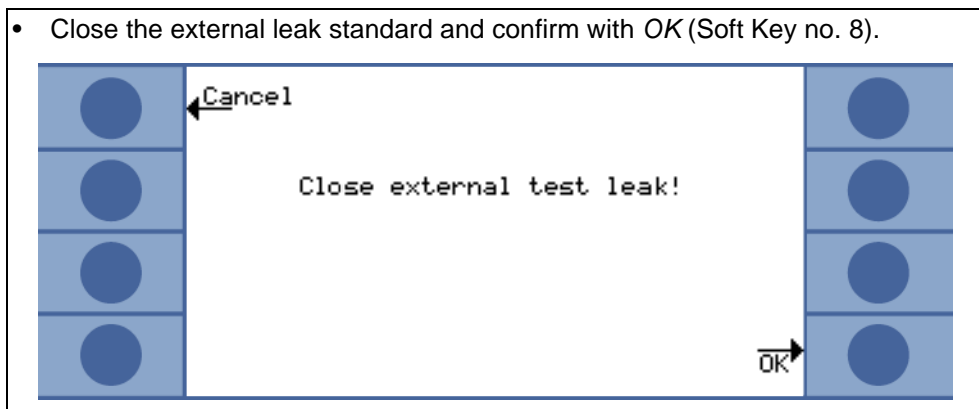 • Close the external leak standard and confirm with OK (Soft Key no. 8).
Cancel
Close external test leak!
OK